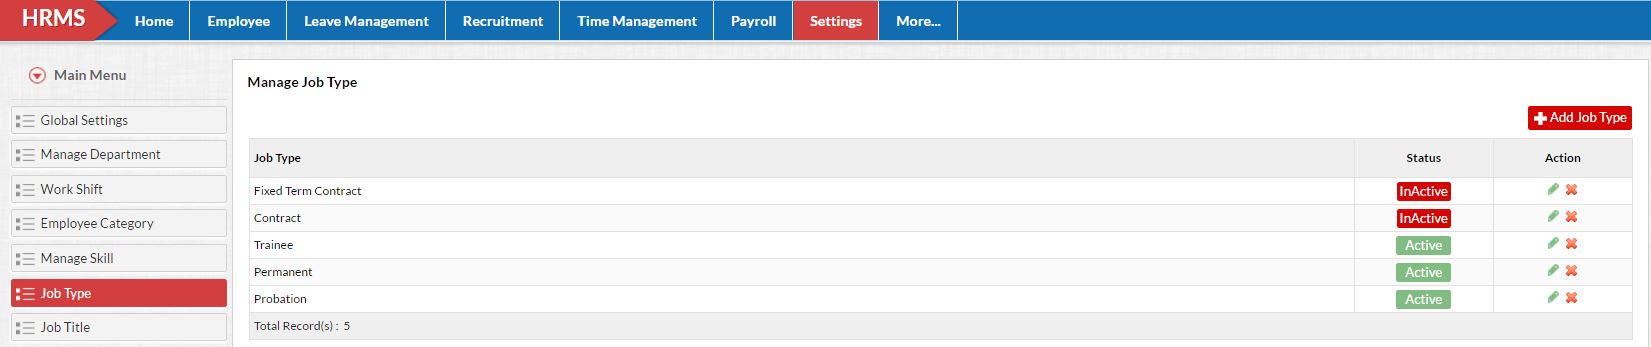 HRMS
Home Employee Leave Management Recruitment Time Management Payroll Settings More...
Main Menu
Global Settings
Manage Department
Work Shift
Employee Category
Manage Skill
Job Type
Job Title
Manage Job Type
Add Job Type
Job Type Status Action
Fixed Term Contract InActive
Contract InActive
Trainee Active
Permanent Active
Probation Active
Total Record(s) : 5